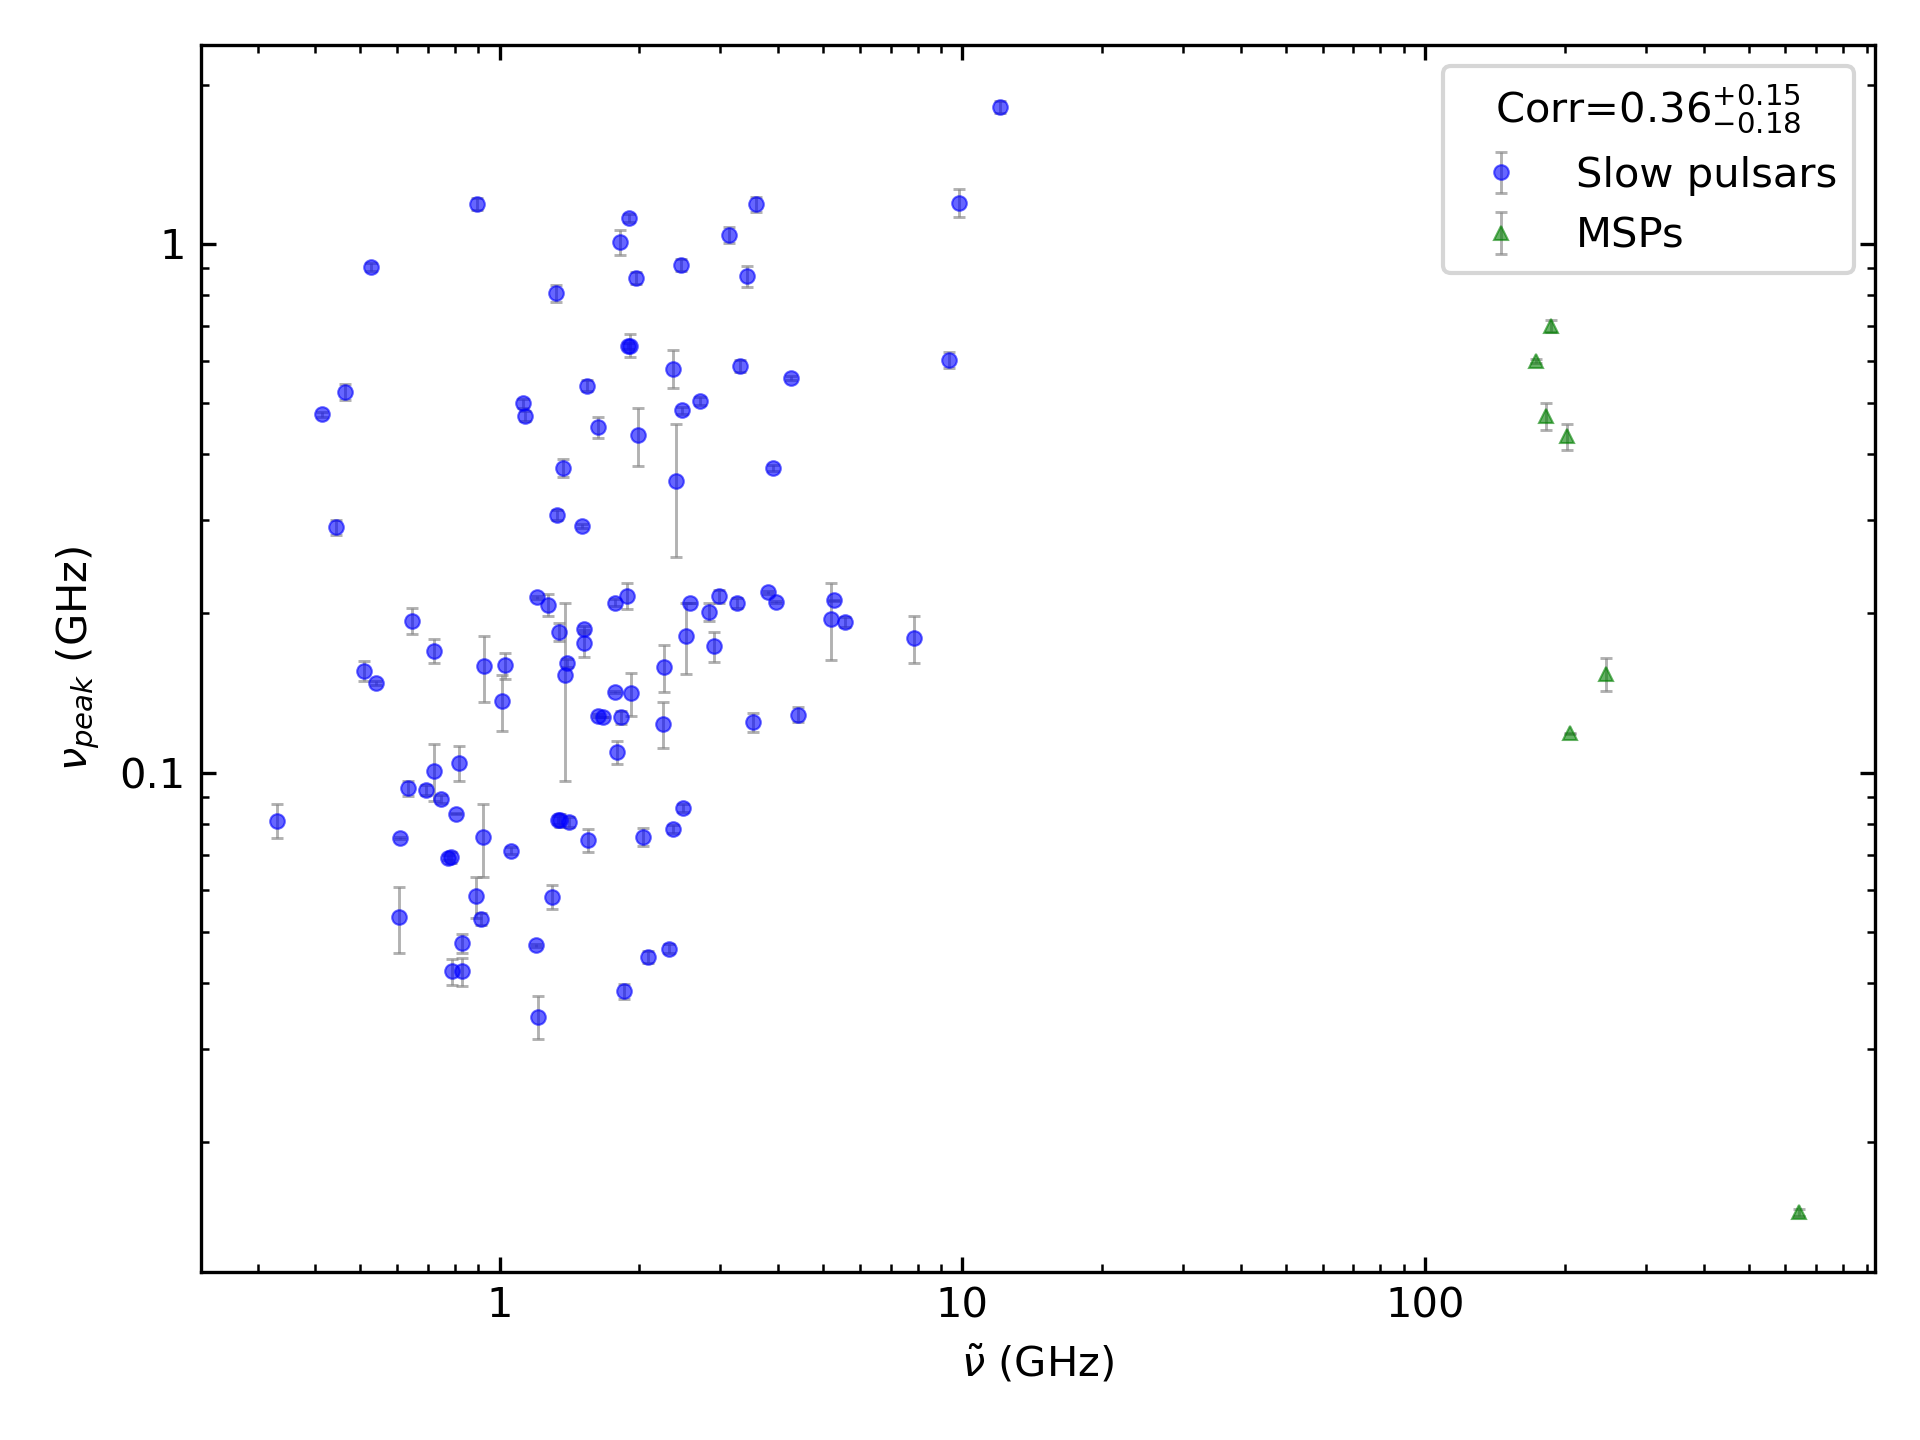 Corr=0.36^{+0.15}_{−0.18}
Slow pulsars
MSPs
1
0.1
ν_{peak} (GHz)
1 10 100
ν̃ (GHz)